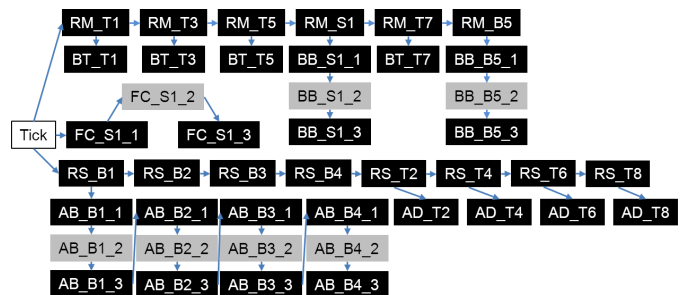 RM_T1 RM_T3 RM_T5 RM_S1 RM_T7 RM_B5
BT_T1 BT_T3 BT_T5 BB_S1_1 BT_T7 BB_B5_1
FC_S1_2 BB_S1_2 BB_B5_2
Tick FC_S1_1 FC_S1_3 BB_S1_3 BB_B5_3
RS_B1 RS_B2 RS_B3 RS_B4 RS_T2 RS_T4 RS_T6 RS_T8
AB_B1_1 AB_B2_1 AB_B3_1 AB_B4_1 AD_T2 AD_T4 AD_T6 AD_T8
AB_B1_2 AB_B2_2 AB_B3_2 AB_B4_2
AB_B1_3 AB_B2_3 AB_B3_3 AB_B4_3